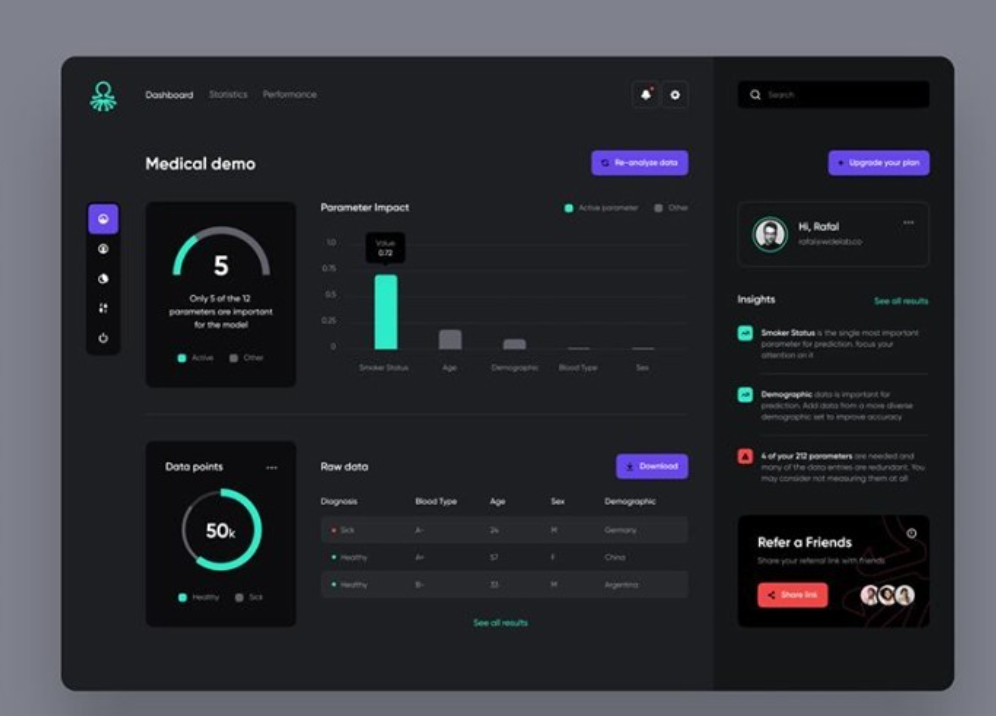 Dashboard Statistics Performance
Search
Medical demo
Re-analyze data
Upgrade your plan
5
Only 5 of the 12
parameters are important
for the model
Active Other
Parameter Impact
Active parameter Other
1.0
0.75
0.5
0.25
0
Value
0.72
Smoke Status Age Demographic Blood Type Sex
Hi, Rafal
rafal@widelab.co
Insights
See all results
Smoker Status is the single most important
parameter for prediction. focus your
attention on it
Demographic data is important for
prediction. Add data from a more diverse
demographic set to improve accuracy
4 of your 212 parameters are needed and
many of the data entries are redundant. You
may consider not measuring them at all
Data points
50k
Healthy Sick
Raw data
Download
Diagnosis Blood Type Age Sex Demographic
Sick A- 24 M Germany
Healthy A+ 57 F China
Healthy B- 33 M Argentina
See all results
Refer a Friends
Share your referral link with friends
Share link